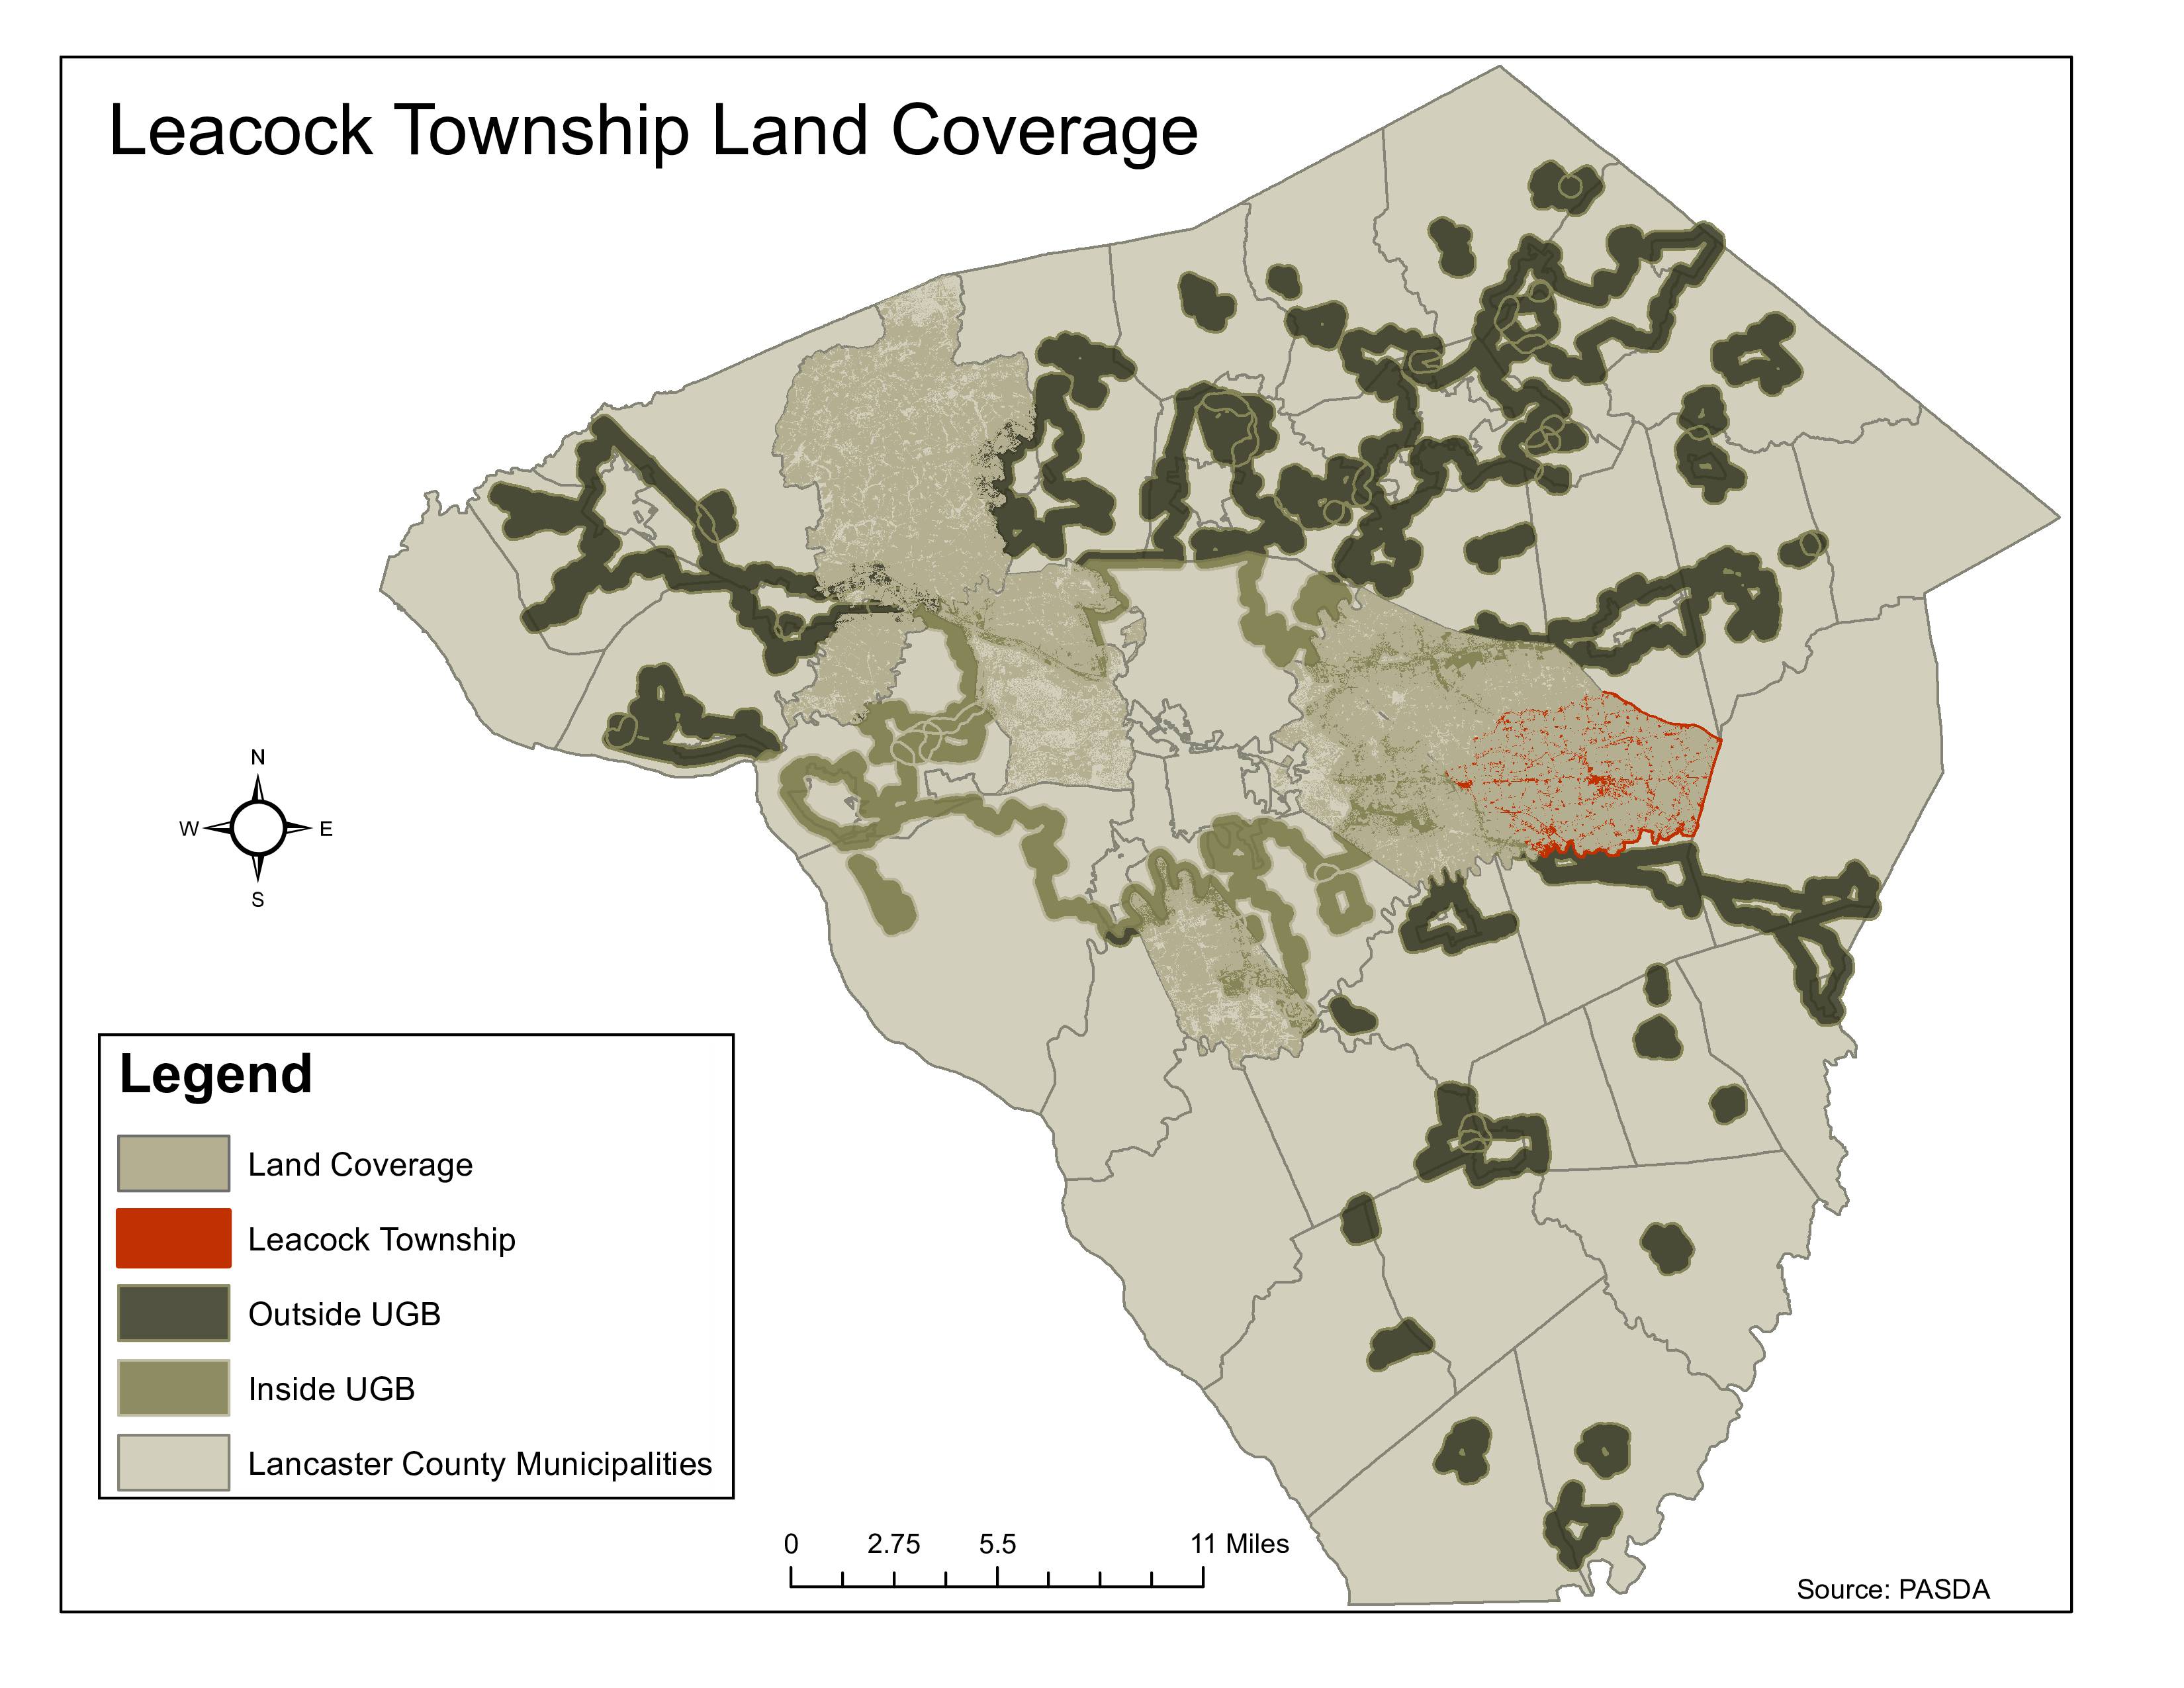 Leacock Township Land Coverage
N
W E
S
Legend
Land Coverage
Leacock Township
Outside UGB
Inside UGB
Lancaster County Municipalities
0 2.75 5.5 11 Miles
Source: PASDA